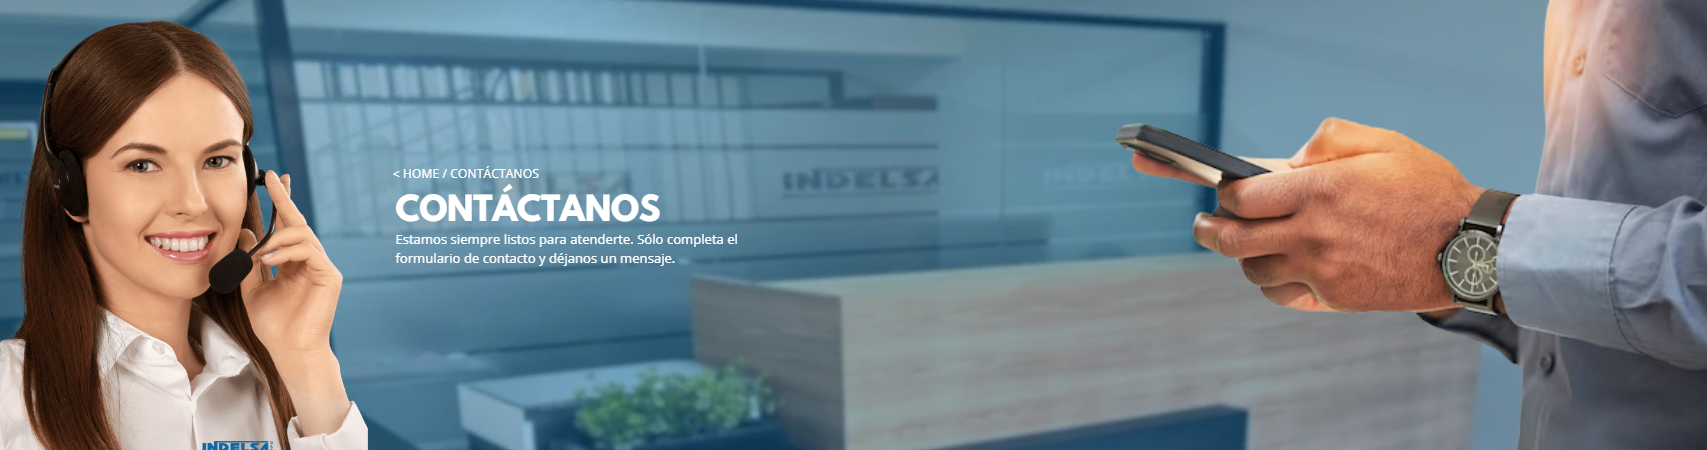 < HOME / CONTÁCTANOS
CONTÁCTANOS
Estamos siempre listos para atenderte. Sólo completa el
formulario de contacto y déjanos un mensaje.
INDELSA
INDELSA